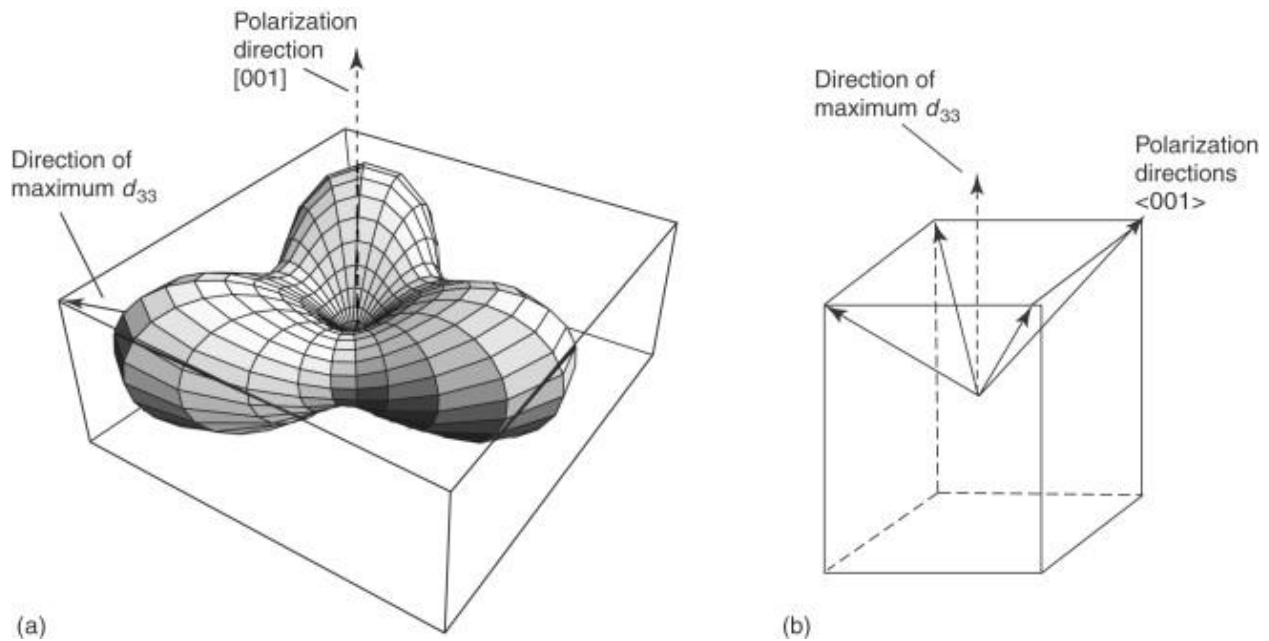 Polarization
direction
[001]
Direction of
maximum d33
(a)
Direction of
maximum d33
Polarization
directions
<001>
(b)